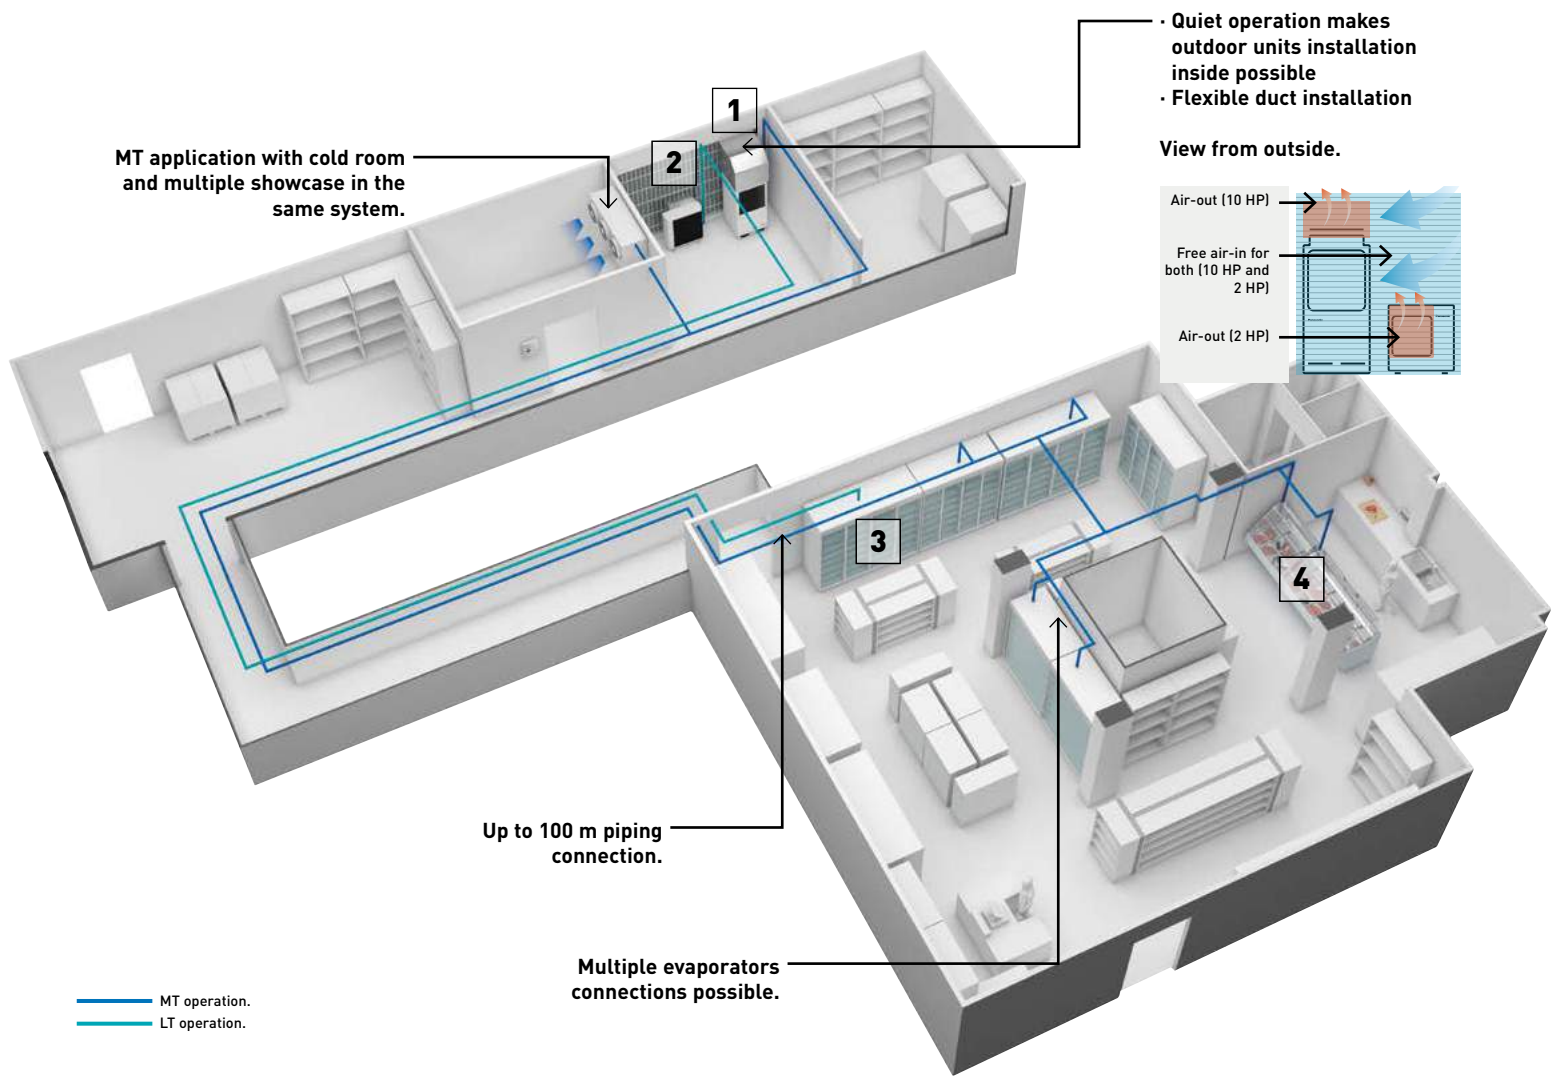 · Quiet operation makes
outdoor units installation
inside possible
· Flexible duct installation
View from outside.
Air-out (10 HP)
Free air-in for
both (10 HP and
2 HP)
Air-out (2 HP)
1
2
MT application with cold room
and multiple showcase in the
same system.
3
4
Up to 100 m piping
connection.
Multiple evaporators
connections possible.
MT operation.
LT operation.